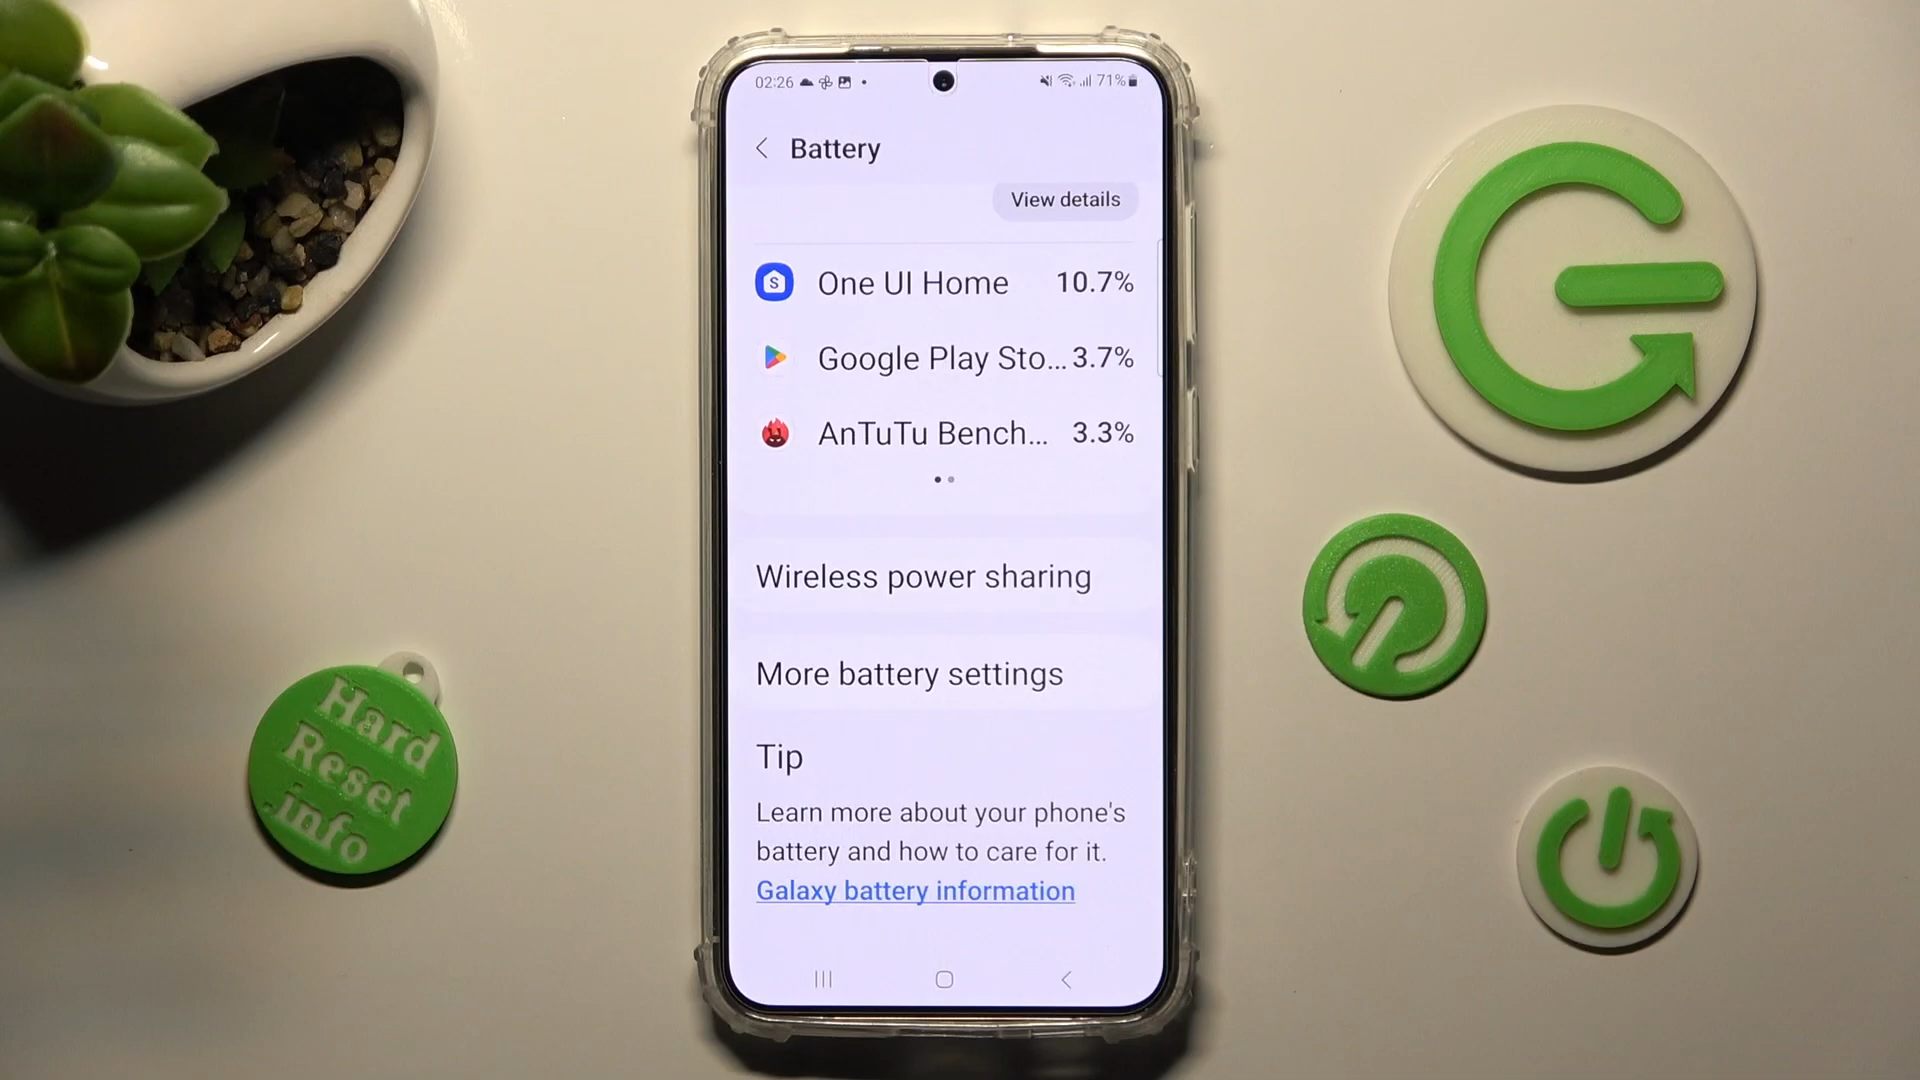 02:26
71%
Battery
View details
One UI Home 10.7%
Google Play Sto... 3.7%
AnTuTu Bench... 3.3%
Wireless power sharing
More battery settings
Tip
Learn more about your phone's
battery and how to care for it.
Galaxy battery information
Hard
Reset
.info